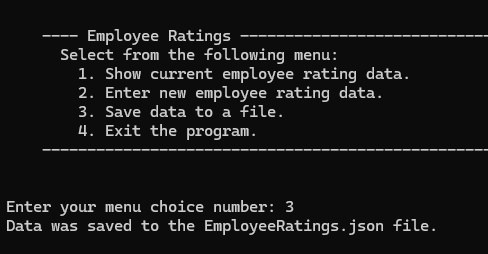 ---- Employee Ratings ----------------------------
Select from the following menu:
1. Show current employee rating data.
2. Enter new employee rating data.
3. Save data to a file.
4. Exit the program.
--------------------------------------------------
Enter your menu choice number: 3
Data was saved to the EmployeeRatings.json file.